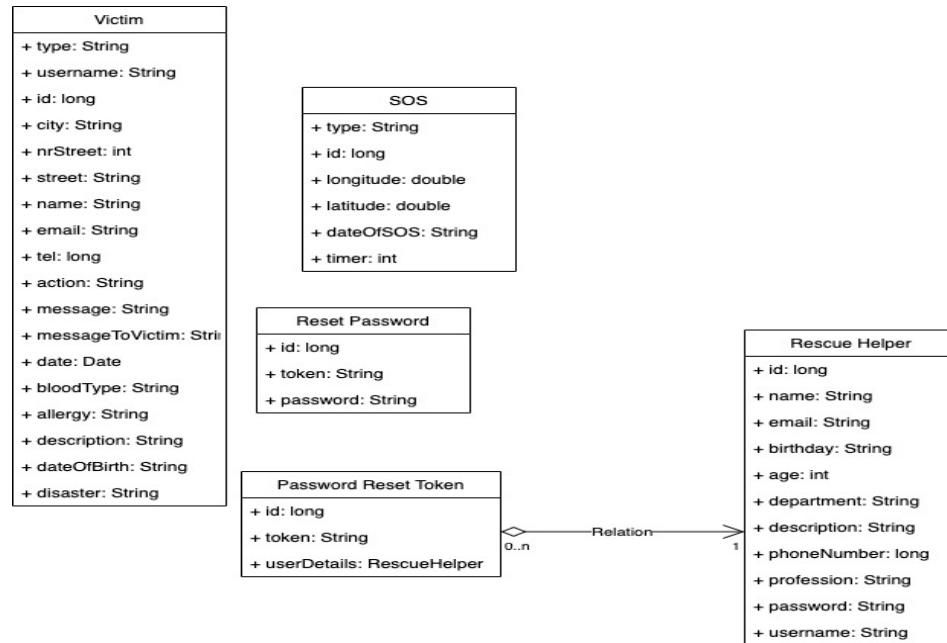 Victim
+ type: String
+ username: String
+ id: long
+ city: String
+ nrStreet: int
+ street: String
+ name: String
+ email: String
+ tel: long
+ action: String
+ message: String
+ messageToVictim: Stri
+ date: Date
+ bloodType: String
+ allergy: String
+ description: String
+ dateOfBirth: String
+ disaster: String
SOS
+ type: String
+ id: long
+ longitude: double
+ latitude: double
+ dateOfSOS: String
+ timer: int
Reset Password
+ id: long
+ token: String
+ password: String
Password Reset Token
+ id: long
+ token: String
+ userDetails: RescueHelper
0..n
Relation
1
Rescue Helper
+ id: long
+ name: String
+ email: String
+ birthday: String
+ age: int
+ department: String
+ description: String
+ phoneNumber: long
+ profession: String
+ password: String
+ username: String